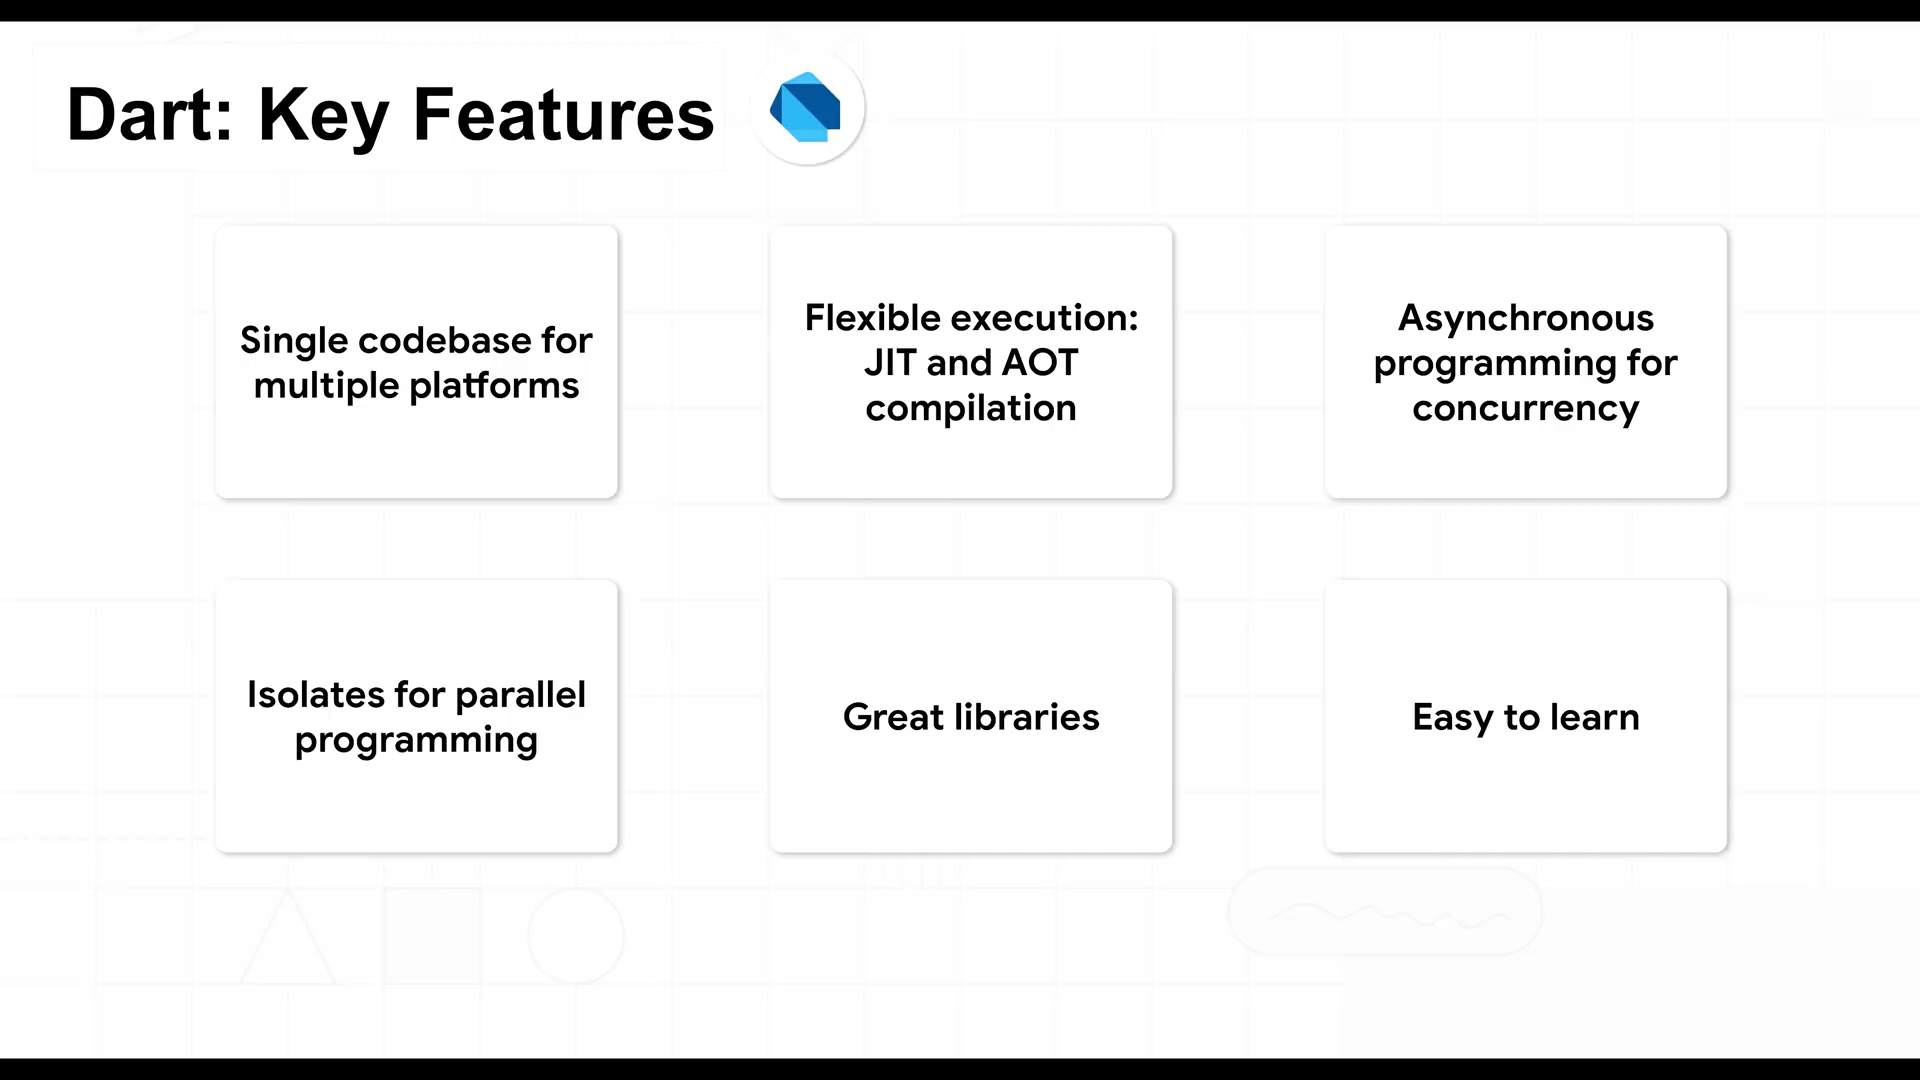 Dart: Key Features
Single codebase for
multiple platforms
Flexible execution:
JIT and AOT
compilation
Asynchronous
programming for
concurrency
Isolates for parallel
programming
Great libraries
Easy to learn